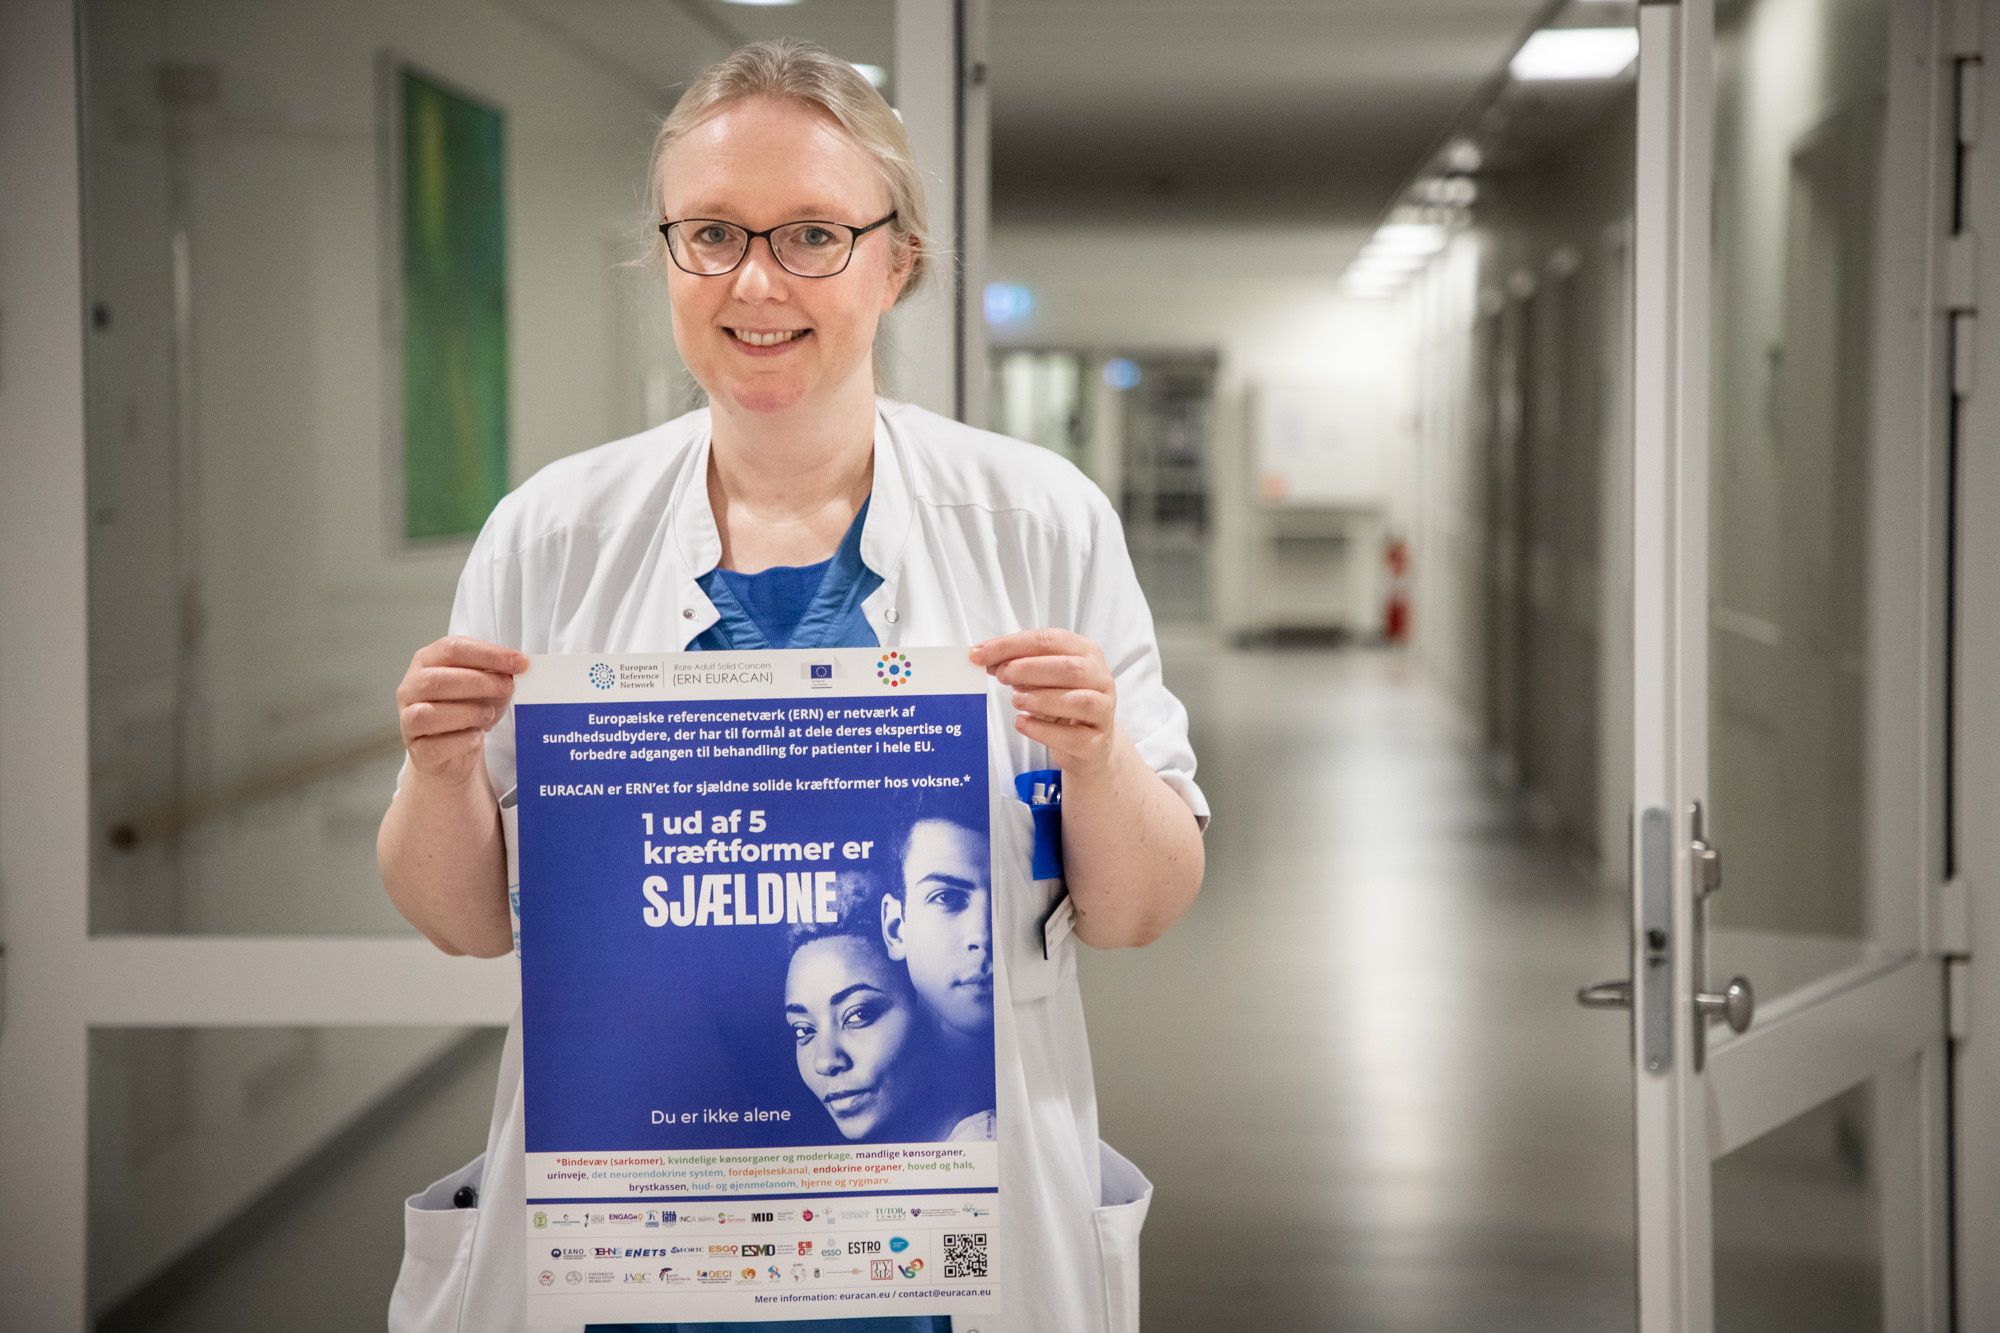 European
Reference
Network
Rare Adult Solid Cancers
(ERN EURACAN)
Europæiske referencenetværk (ERN) er netværk af
sundhedsudbydere, der har til formål at dele deres ekspertise og
forbedre adgangen til behandling for patienter i hele EU.
EURACAN er ERN'et for sjældne solide kræftformer hos voksne.*
1 ud af 5
kræftformer er
SJÆLDNE
Du er ikke alene
*Bindevæv (sarkomer), kvindelige kønsorganer og moderkage, mandlige kønsorganer,
urinveje, det neuroendokrine system, fordøjelseskanal, endokrine organer, hoved og hals,
brystkassen, hud- og øjenmelanom, hjerne og rygmarv.
ENGAGe INCA MID TUTOR
EANO ENETS EORTC ESGO ESMO esso ESTRO
OECI
Mere information: euracan.eu / contact@euracan.eu